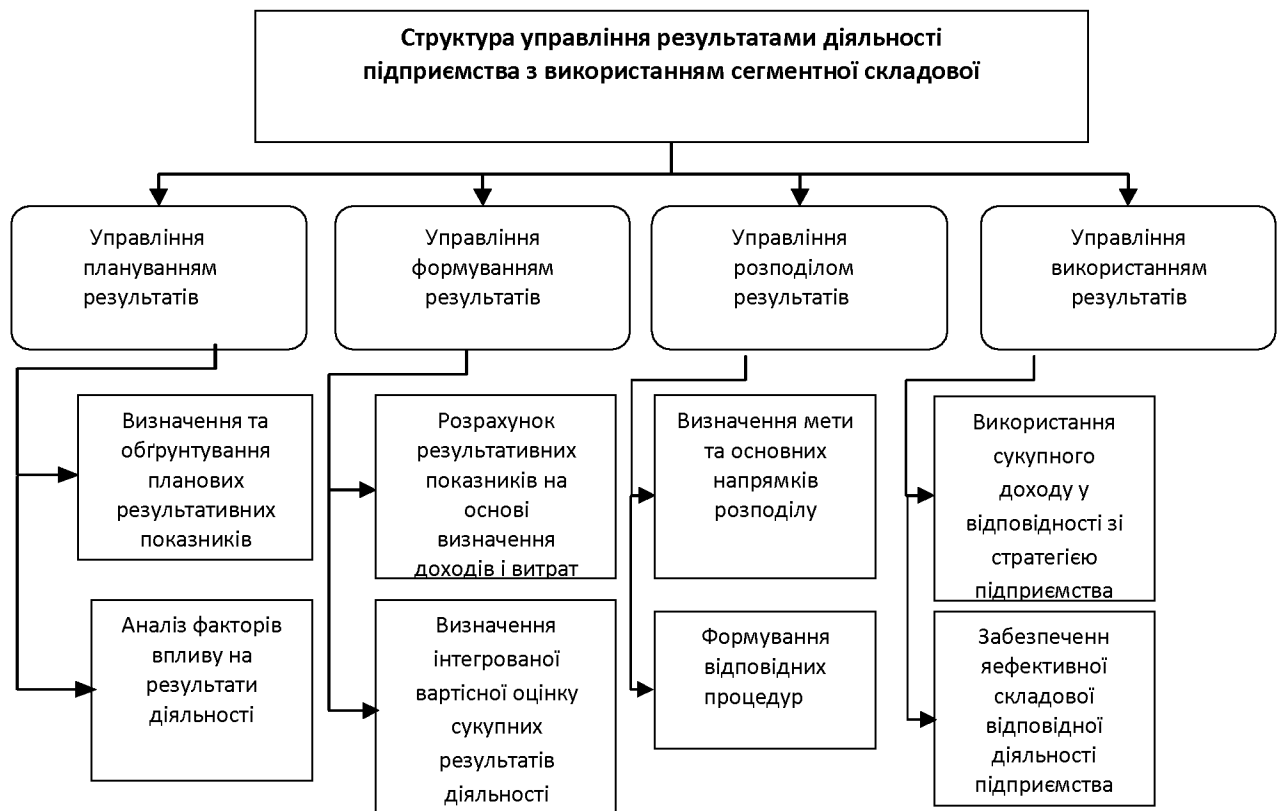 Структура управління результатами діяльності
підприємства з використанням сегментної складової
Управління
плануванням
результатів
Управління
формуванням
результатів
Управління
розподілом
результатів
Управління
використанням
результатів
Визначення та
обґрунтування
планових
результативних
показників
Розрахунок
результативних
показників на
основі
визначення
доходів і витрат
Визначення мети
та основних
напрямків
розподілу
Використання
сукупного
доходу у
відповідності зі
стратегією
підприємства
Аналіз факторів
впливу на
результати
діяльності
Визначення
інтегрованої
вартісної оцінку
сукупних
результатів
діяльності
Формування
відповідних
процедур
Забезпеченн
яефективної
складової
відповідної
діяльності
підприємства